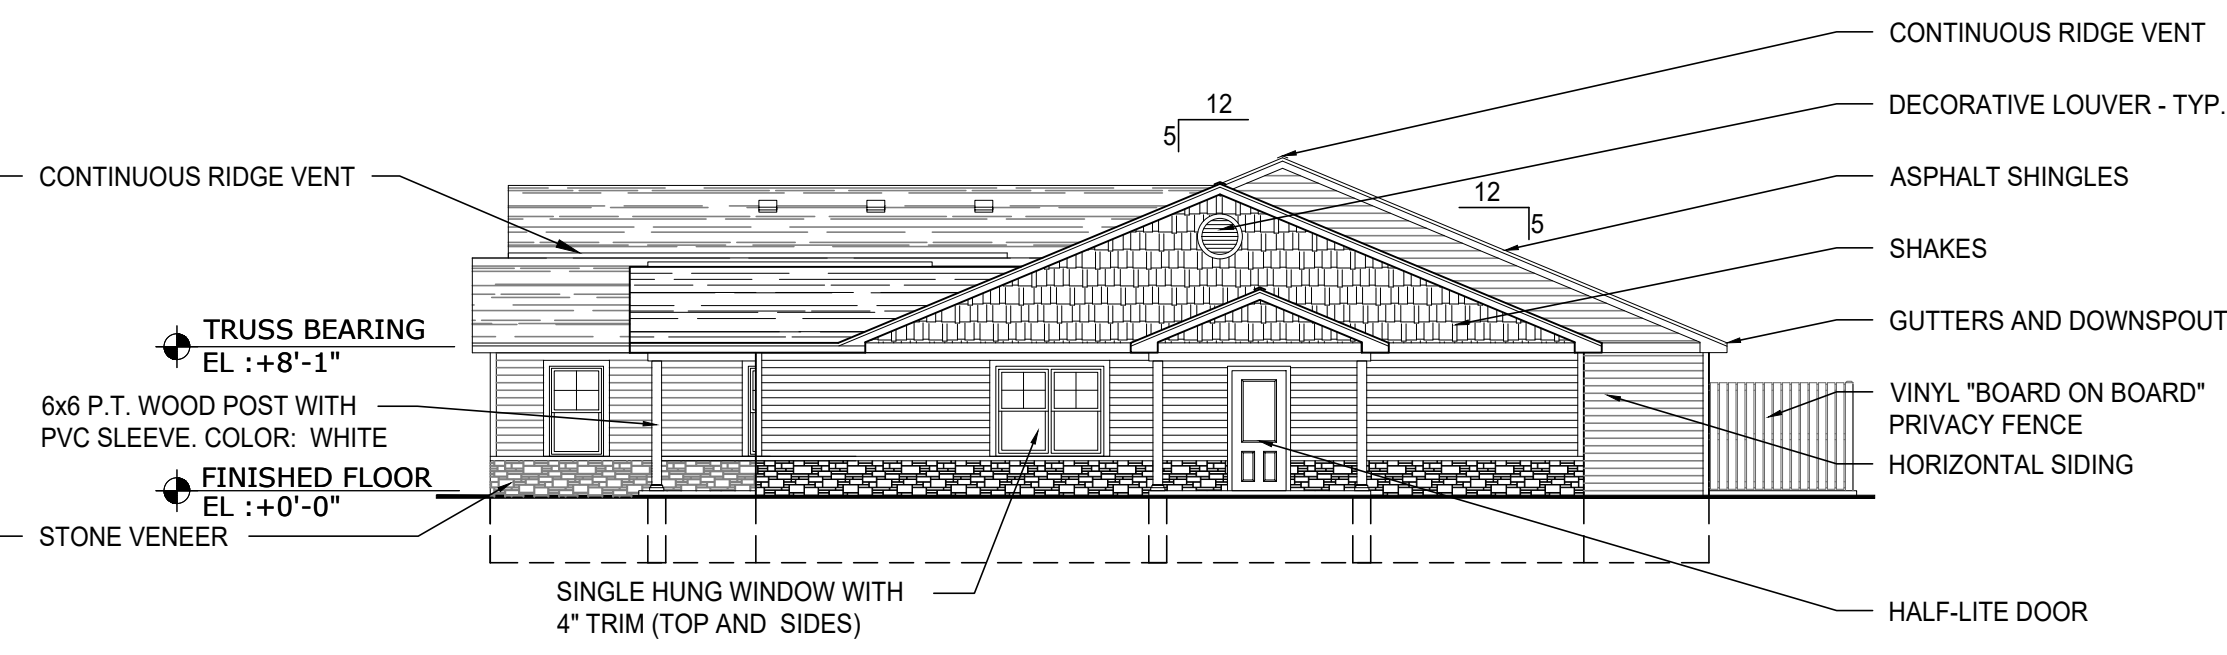 CONTINUOUS RIDGE VENT
DECORATIVE LOUVER - TYP.
12
5
CONTINUOUS RIDGE VENT
ASPHALT SHINGLES
12
5
SHAKES
TRUSS BEARING
EL :+8'-1"
GUTTERS AND DOWNSPOUT
6x6 P.T. WOOD POST WITH
PVC SLEEVE. COLOR: WHITE
VINYL "BOARD ON BOARD"
PRIVACY FENCE
HORIZONTAL SIDING
FINISHED FLOOR
EL :+0'-0"
STONE VENEER
SINGLE HUNG WINDOW WITH
4" TRIM (TOP AND SIDES)
HALF-LITE DOOR